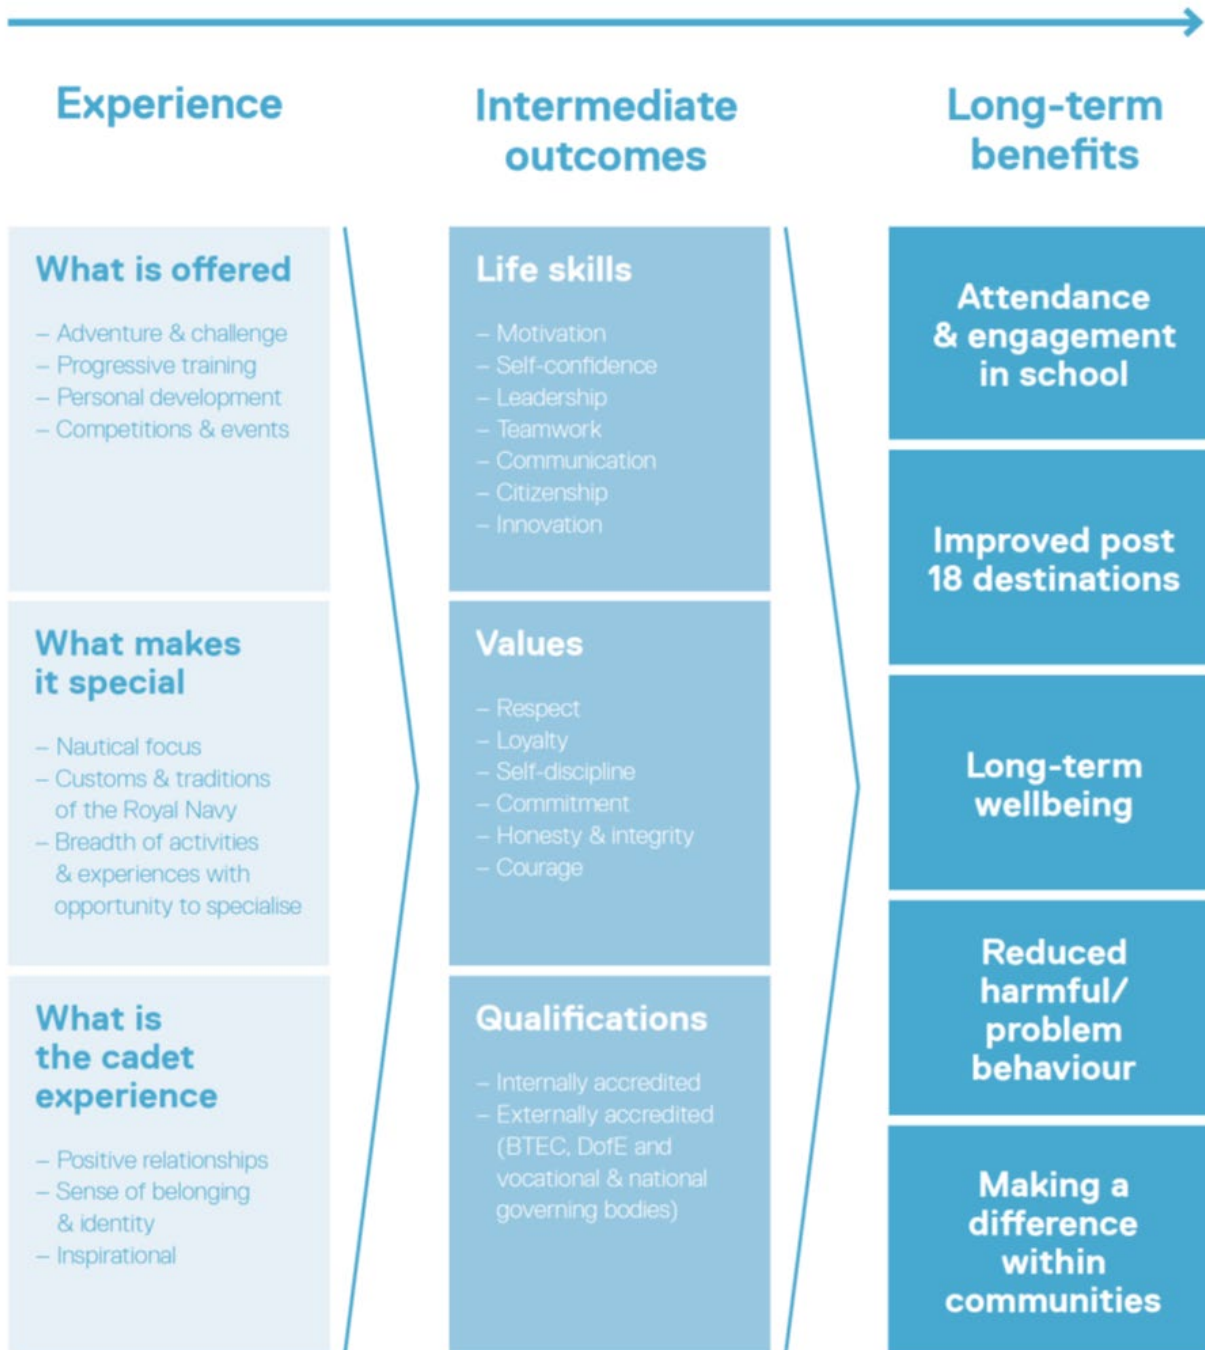 Experience
Intermediate
outcomes
Long-term
benefits
What is offered
– Adventure & challenge
– Progressive training
– Personal development
– Competitions & events
What makes
it special
– Nautical focus
– Customs & traditions
of the Royal Navy
– Breadth of activities
& experiences with
opportunity to specialise
What is
the cadet
experience
– Positive relationships
– Sense of belonging
& identity
– Inspirational
Life skills
– Motivation
– Self-confidence
– Leadership
– Teamwork
– Communication
– Citizenship
– Innovation
Values
– Respect
– Loyalty
– Self-discipline
– Commitment
– Honesty & integrity
– Courage
Qualifications
– Internally accredited
– Externally accredited
(BTEC, DofE and
vocational & national
governing bodies)
Attendance
& engagement
in school
Improved post
18 destinations
Long-term
wellbeing
Reduced
harmful/
problem
behaviour
Making a
difference
within
communities